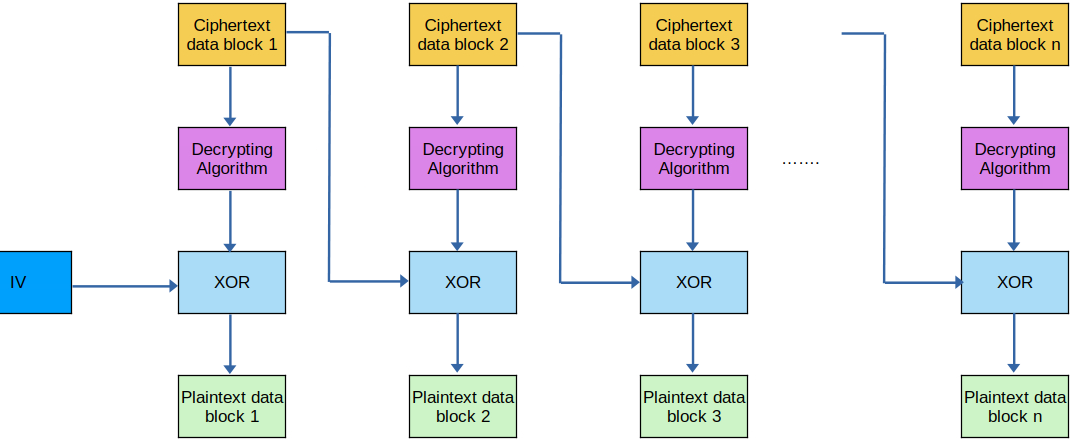 Ciphertext
data block 1
Ciphertext
data block 2
Ciphertext
data block 3
Ciphertext
data block n
Decrypting
Algorithm
Decrypting
Algorithm
Decrypting
Algorithm
…….
Decrypting
Algorithm
IV
XOR
XOR
XOR
XOR
Plaintext data
block 1
Plaintext data
block 2
Plaintext data
block 3
Plaintext data
block n